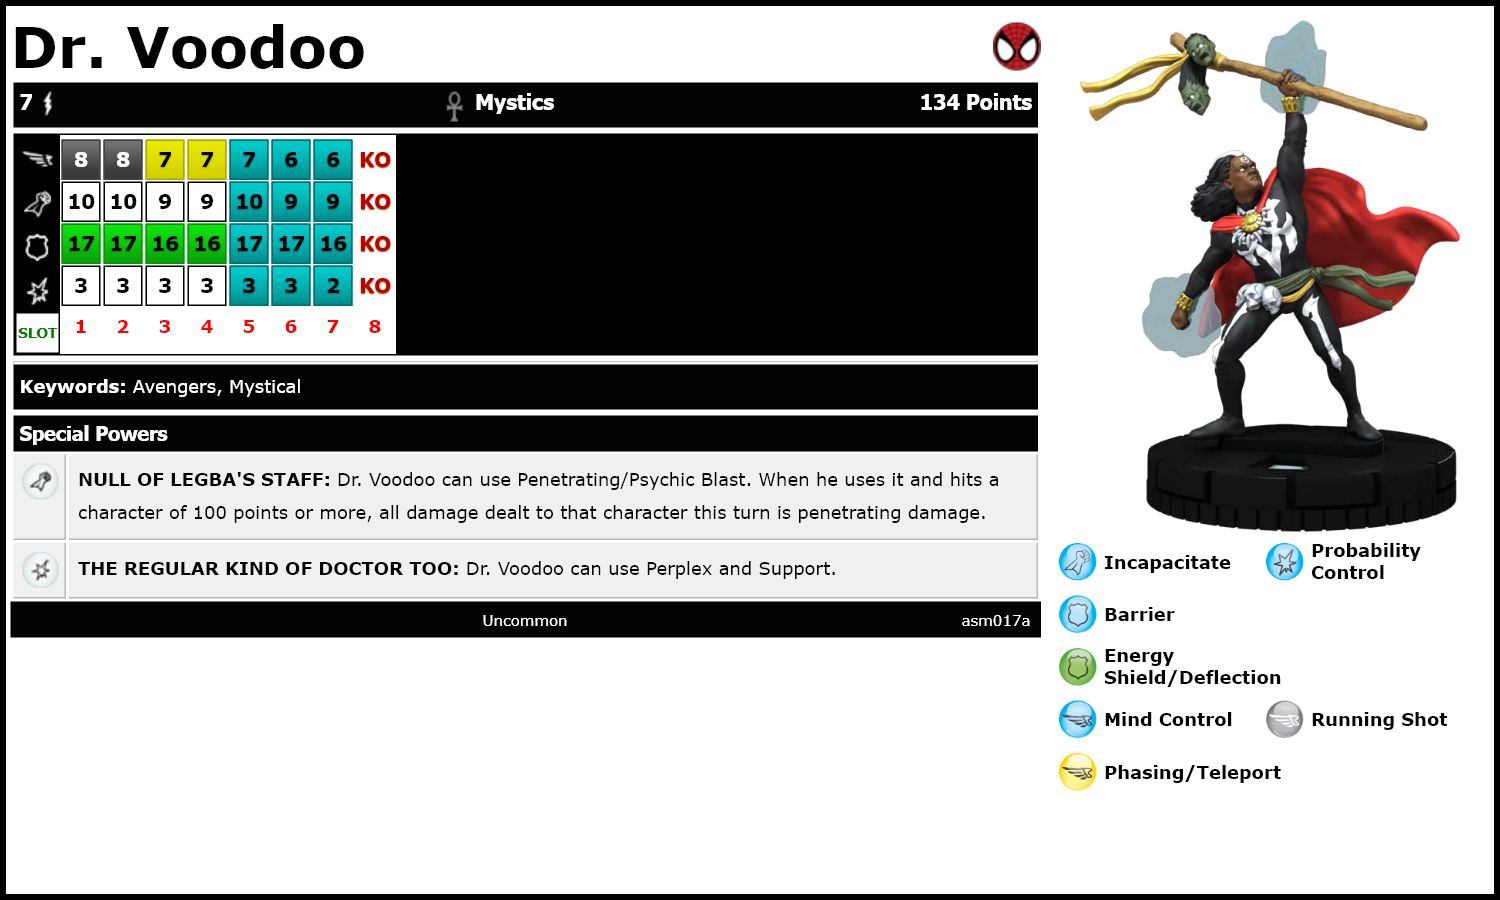 Dr. Voodoo
7 Mystics 134 Points
8 8 7 7 7 6 6 KO
10 10 9 9 10 9 9 KO
17 17 16 16 17 17 16 KO
3 3 3 3 3 3 2 KO
SLOT 1 2 3 4 5 6 7 8
Keywords: Avengers, Mystical
Special Powers
NULL OF LEGBA'S STAFF: Dr. Voodoo can use Penetrating/Psychic Blast. When he uses it and hits a
character of 100 points or more, all damage dealt to that character this turn is penetrating damage.
THE REGULAR KIND OF DOCTOR TOO: Dr. Voodoo can use Perplex and Support.
Uncommon asm017a
Incapacitate
Probability
Control
Barrier
Energy
Shield/Deflection
Mind Control
Running Shot
Phasing/Teleport